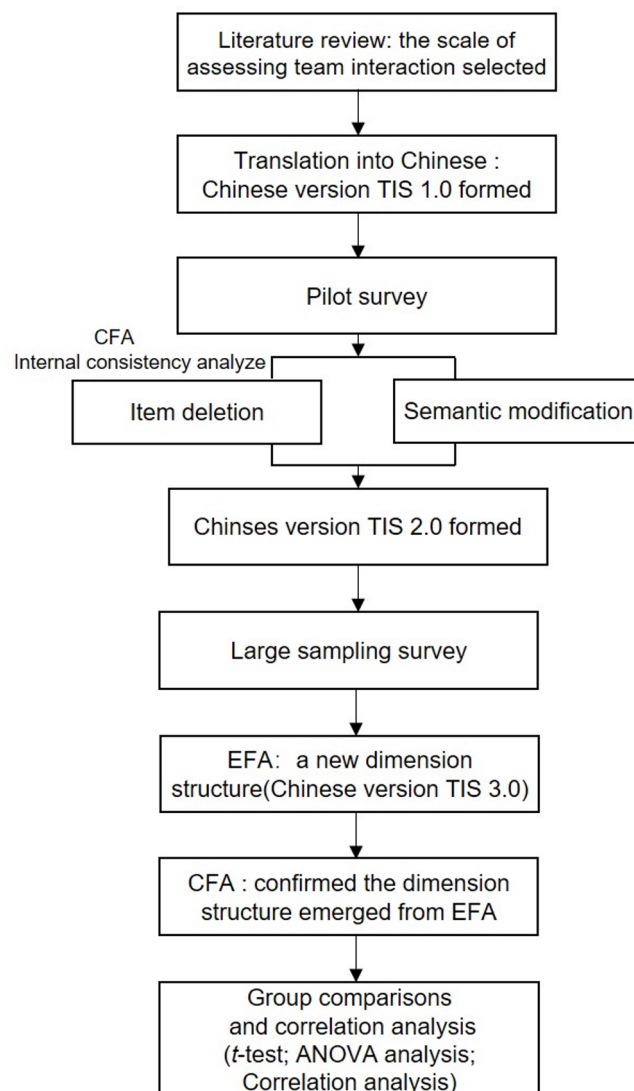 Literature review: the scale of
assessing team interaction selected
Translation into Chinese :
Chinese version TIS 1.0 formed
Pilot survey
CFA
Internal consistency analyze
Item deletion
Semantic modification
Chinses version TIS 2.0 formed
Large sampling survey
EFA: a new dimension
structure(Chinese version TIS 3.0)
CFA : confirmed the dimension
structure emerged from EFA
Group comparisons
and correlation analysis
(t-test; ANOVA analysis;
Correlation analysis)